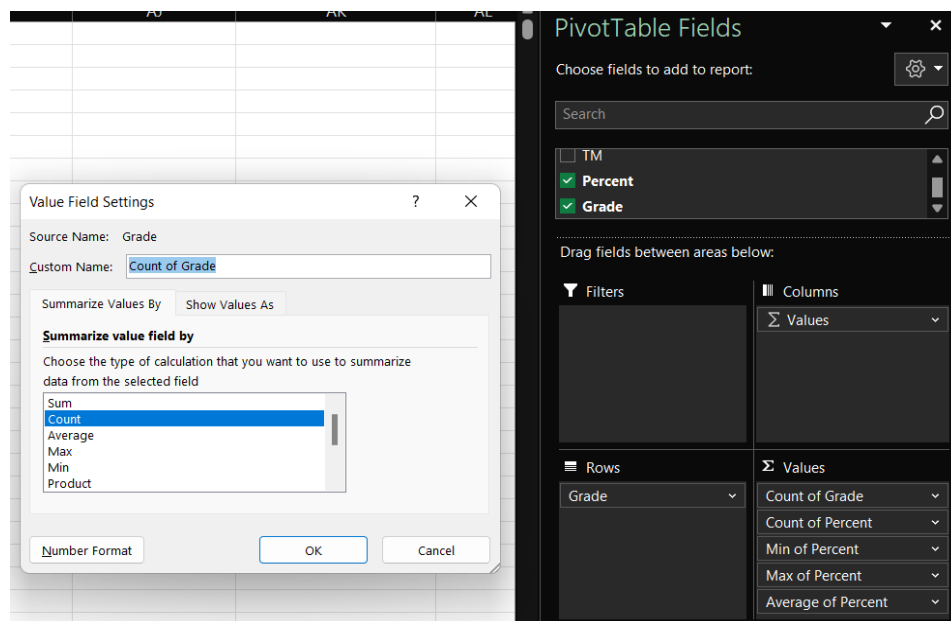 AJ AK AL
PivotTable Fields
Choose fields to add to report:
Search
TM
Percent
Grade
Drag fields between areas below:
Filters
Columns
Σ Values
Rows
Grade
Σ Values
Count of Grade
Count of Percent
Min of Percent
Max of Percent
Average of Percent
Value Field Settings ?
Source Name: Grade
Custom Name: Count of Grade
Summarize Values By Show Values As
Summarize value field by
Choose the type of calculation that you want to use to summarize
data from the selected field
Sum
Count
Average
Max
Min
Product
Number Format OK Cancel